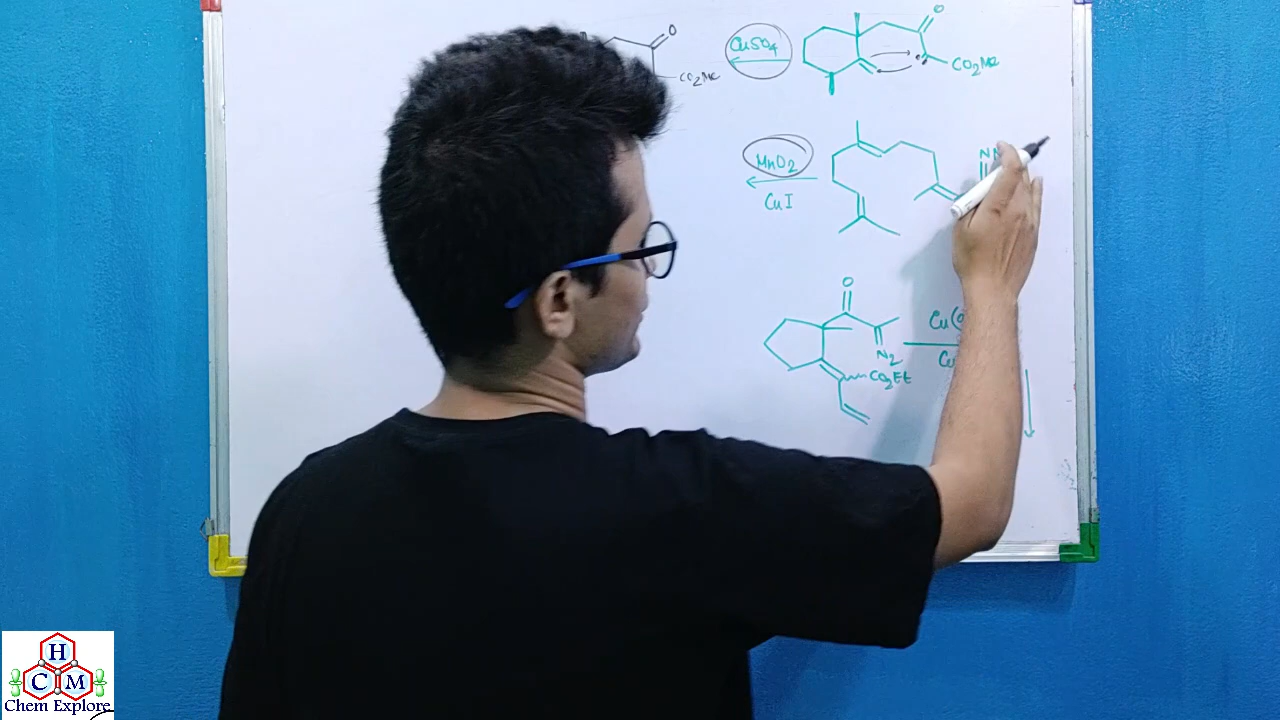 O
CO2Me
CuSO4
O
CO2Me
MnO2
CuI
N
O
N2
CO2Et
Cu(
Cu
H
C M
Chem Explore